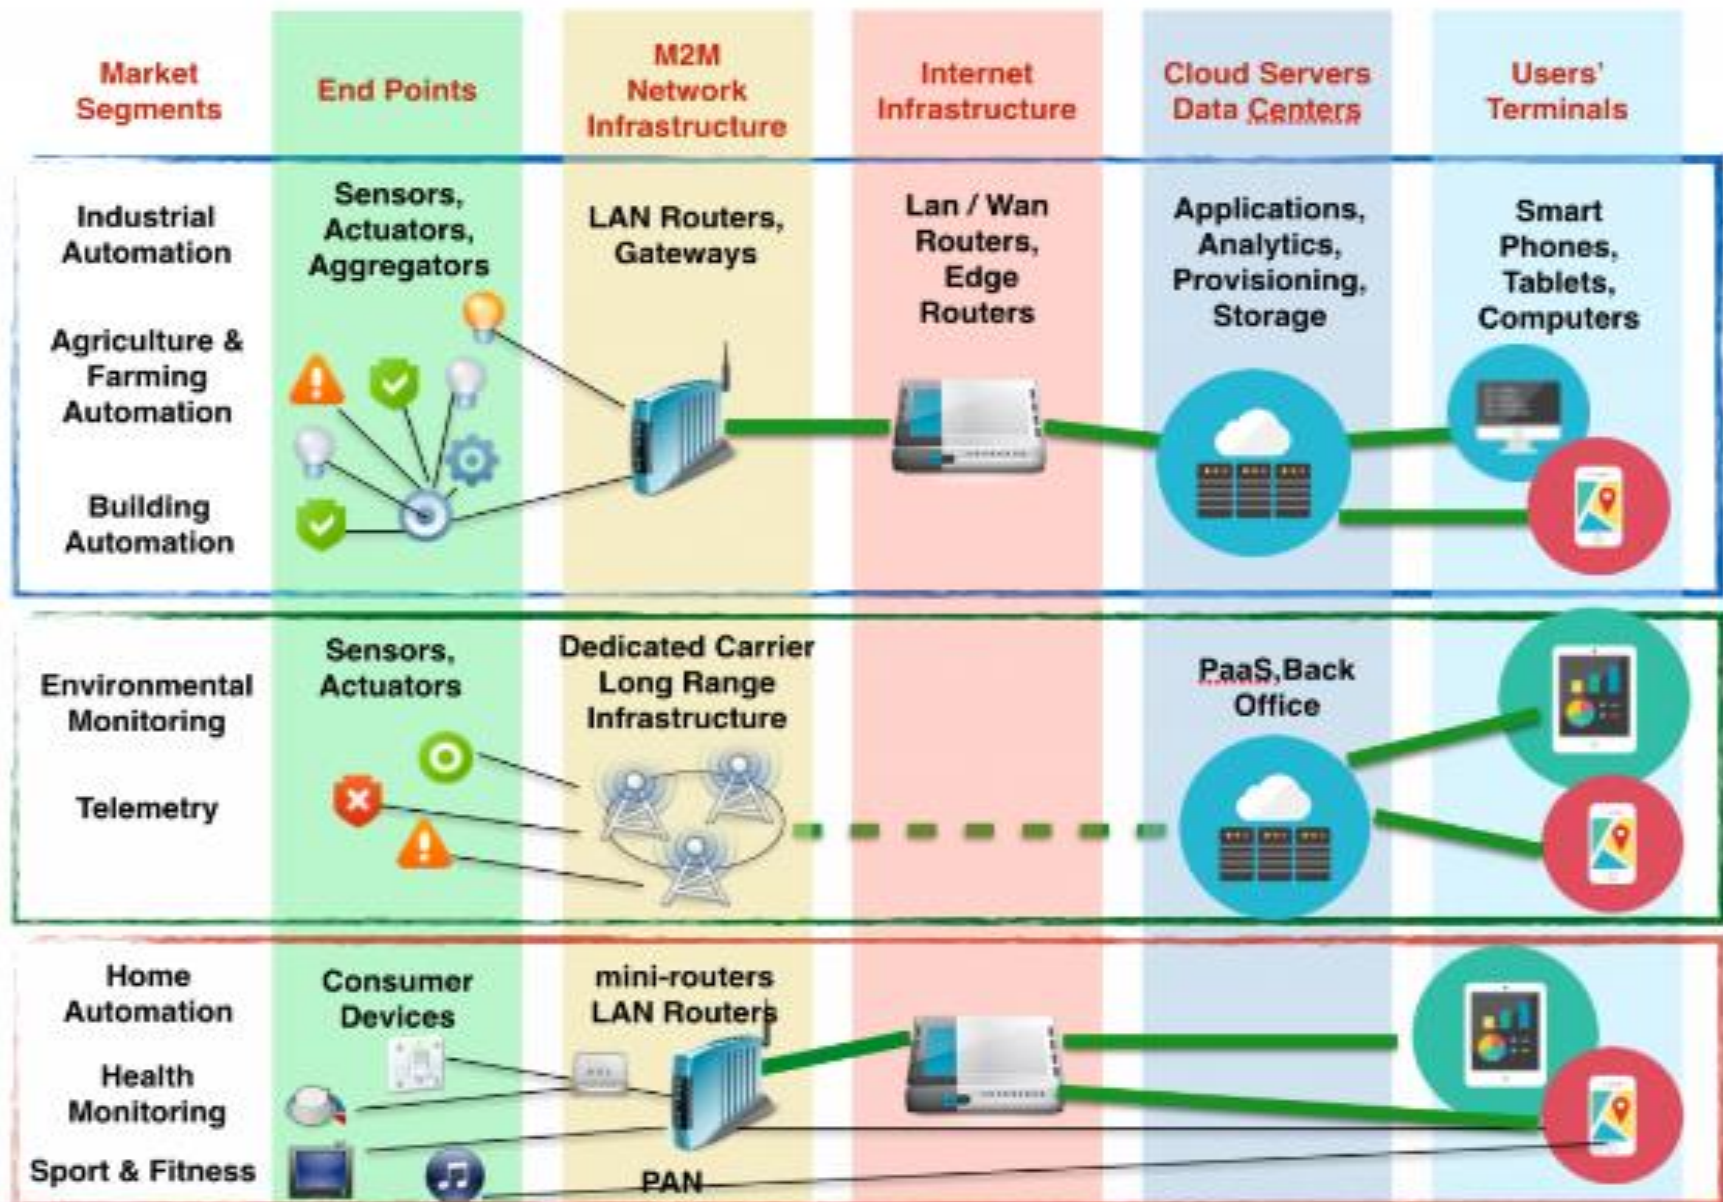 Market
Segments
End Points
M2M
Network
Infrastructure
Internet
Infrastructure
Cloud Servers
Data Centers
Users'
Terminals
Industrial
Automation
Agriculture &
Farming
Automation
Building
Automation
Sensors,
Actuators,
Aggregators
LAN Routers,
Gateways
Lan / Wan
Routers,
Edge
Routers
Applications,
Analytics,
Provisioning,
Storage
Smart
Phones,
Tablets,
Computers
Environmental
Monitoring
Telemetry
Sensors,
Actuators
Dedicated Carrier
Long Range
Infrastructure
PaaS,Back
Office
Home
Automation
Health
Monitoring
Sport & Fitness
Consumer
Devices
mini-routers
LAN Routers
PAN